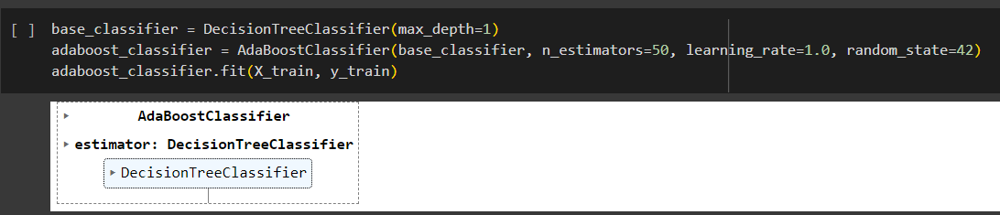 [ ] base_classifier = DecisionTreeClassifier(max_depth=1)
adaboost_classifier = AdaBoostClassifier(base_classifier, n_estimators=50, learning_rate=1.0, random_state=42)
adaboost_classifier.fit(X_train, y_train)
AdaBoostClassifier
estimator: DecisionTreeClassifier
DecisionTreeClassifier